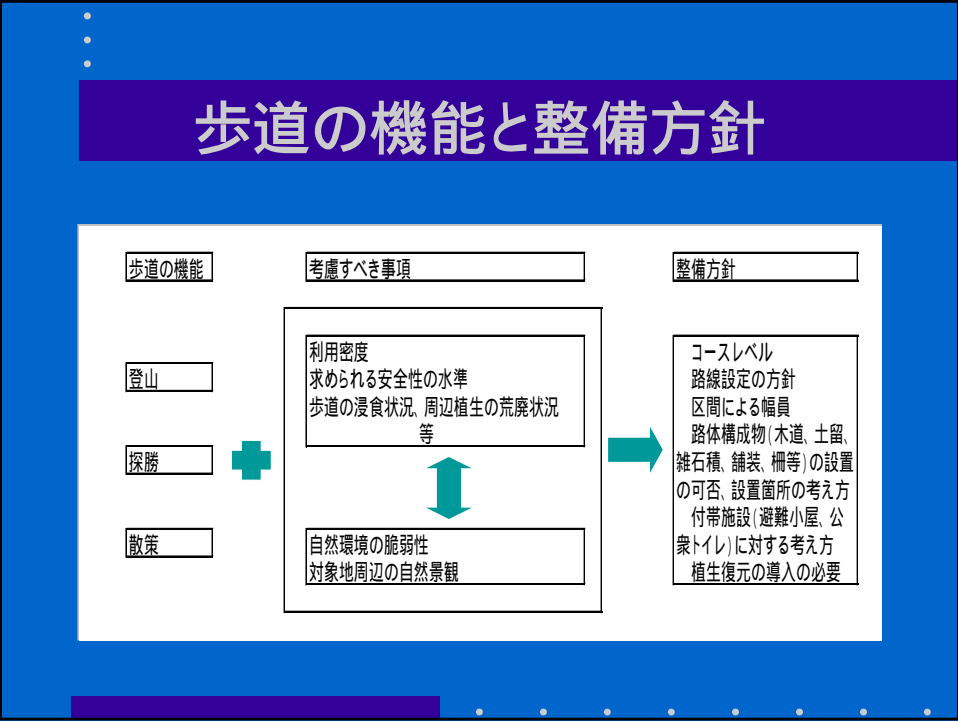 歩道の機能と整備方針
歩道の機能
考慮すべき事項
整備方針
登山
探勝
散策
利用密度
求められる安全性の水準
歩道の浸食状況、周辺植生の荒廃状況
等
自然環境の脆弱性
対象地周辺の自然景観
コースレベル
路線設定の方針
区間による幅員
路体構成物(木道、土留、
雑石積、舗装、柵等)の設置
の可否、設置箇所の考え方
付帯施設(避難小屋、公
衆トイレ)に対する考え方
植生復元の導入の必要